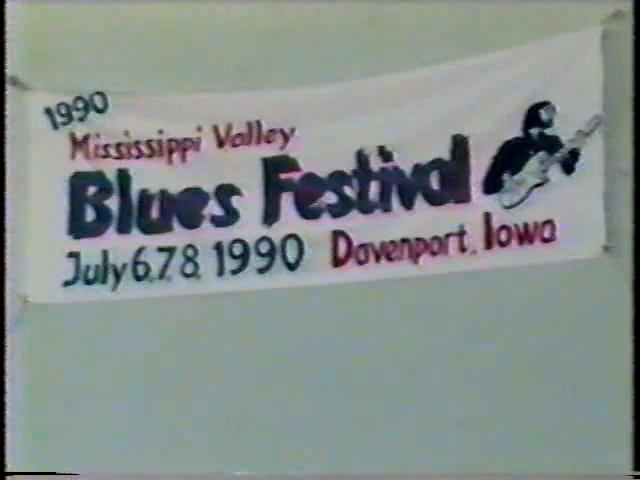 1990
Mississippi Valley
Blues Festival
July 6,7,8, 1990 Davenport, Iowa